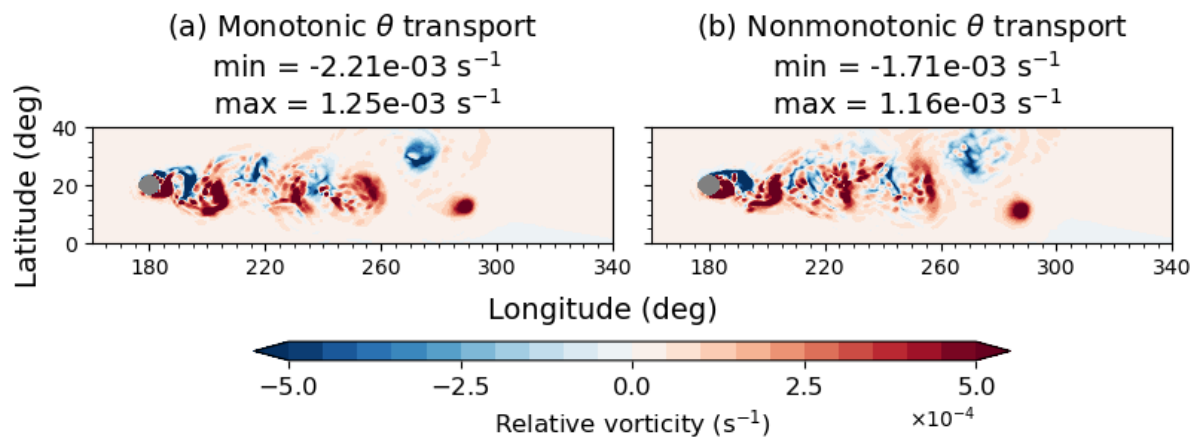 (a) Monotonic θ transport
min = -2.21e-03 s⁻¹
max = 1.25e-03 s⁻¹
(b) Nonmonotonic θ transport
min = -1.71e-03 s⁻¹
max = 1.16e-03 s⁻¹
Latitude (deg)
40
20
0
180 220 260 300 340
180 220 260 300 340
Longitude (deg)
−5.0 −2.5 0.0 2.5 5.0
Relative vorticity (s⁻¹)
×10⁻⁴